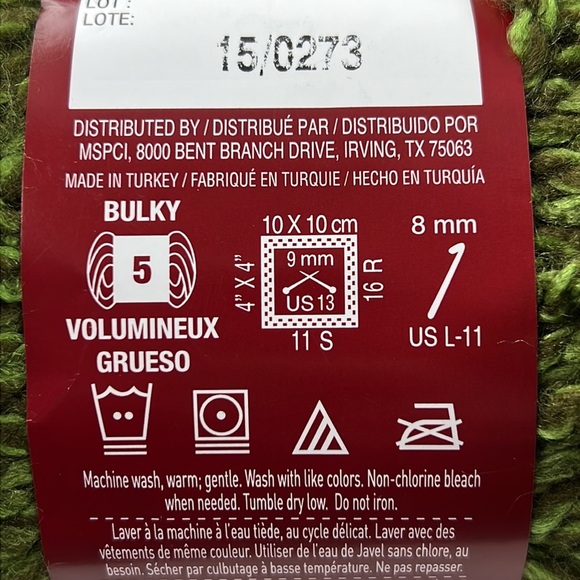 LOT :
LOTE:
15/0273
DISTRIBUTED BY / DISTRIBUÉ PAR / DISTRIBUIDO POR
MSPCI, 8000 BENT BRANCH DRIVE, IRVING, TX 75063
MADE IN TURKEY / FABRIQUÉ EN TURQUIE / HECHO EN TURQUÍA
BULKY
5
VOLUMINEUX
GRUESO
10 X 10 cm
4" X 4"
9 mm
US 13
16 R
11 S
8 mm
US L-11
Machine wash, warm; gentle. Wash with like colors. Non-chlorine bleach
when needed. Tumble dry low. Do not iron.
Laver à la machine à l'eau tiède, au cycle délicat. Laver avec des
vêtements de même couleur. Utiliser de l'eau de Javel sans chlore, au
besoin. Sécher par culbutage à basse température. Ne pas repasser.